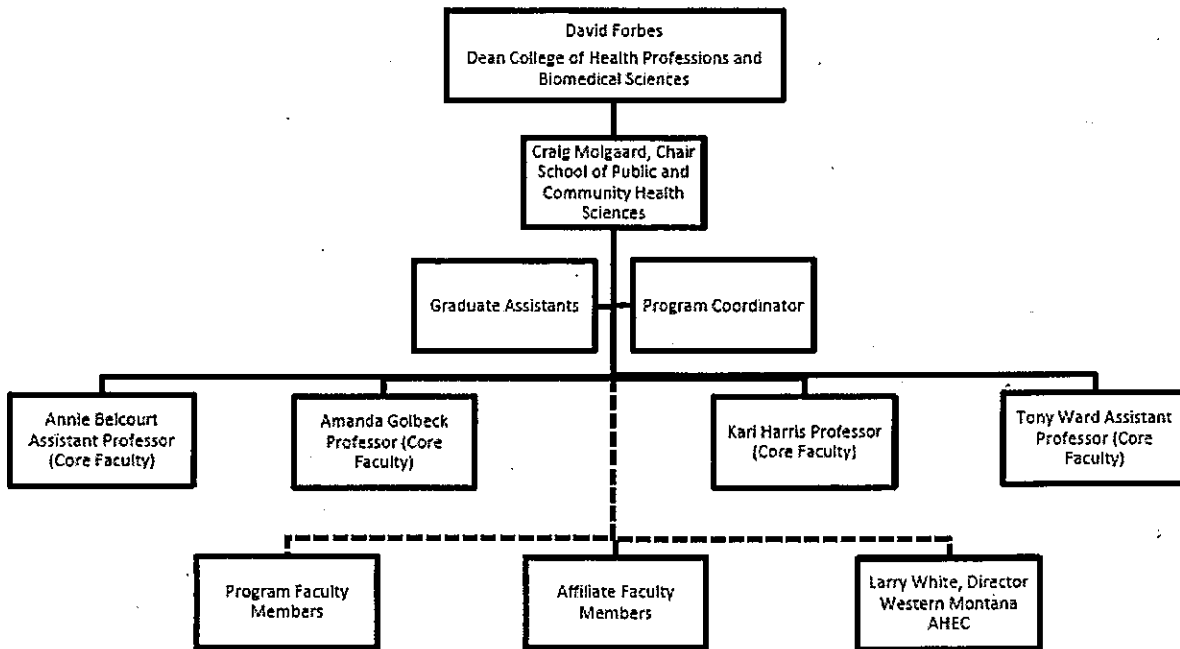 David Forbes
Dean College of Health Professions and
Biomedical Sciences
Craig Molgaard, Chair
School of Public and
Community Health
Sciences
Graduate Assistants
Program Coordinator
Annie Belcourt
Assistant Professor
(Core Faculty)
Amanda Golbeck
Professor (Core
Faculty)
Kari Harris Professor
(Core Faculty)
Tony Ward Assistant
Professor (Core
Faculty)
Program Faculty
Members
Affiliate Faculty
Members
Larry White, Director
Western Montana
AHEC